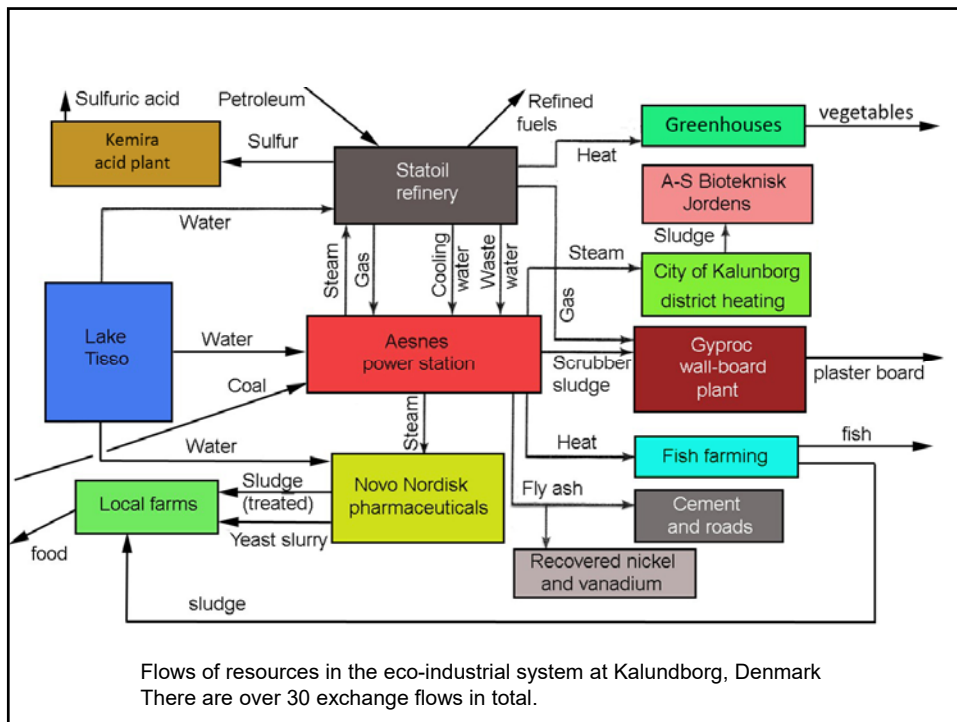 Sulfuric acid
Petroleum
Refined
fuels
Kemira
acid plant
Sulfur
Statoil
refinery
Heat
Greenhouses
vegetables
A-S Bioteknisk
Jordens
Sludge
Water
Steam
Gas
Cooling
water
Waste
water
Steam
City of Kalunborg
district heating
Gas
Lake
Tisso
Water
Aesnes
power station
Scrubber
sludge
Gyproc
wall-board
plant
plaster board
Coal
Steam
Water
Heat
Fish farming
fish
Sludge
(treated)
Novo Nordisk
pharmaceuticals
Local farms
Yeast slurry
Fly ash
Cement
and roads
food
Recovered nickel
and vanadium
sludge
Flows of resources in the eco-industrial system at Kalundborg, Denmark
There are over 30 exchange flows in total.